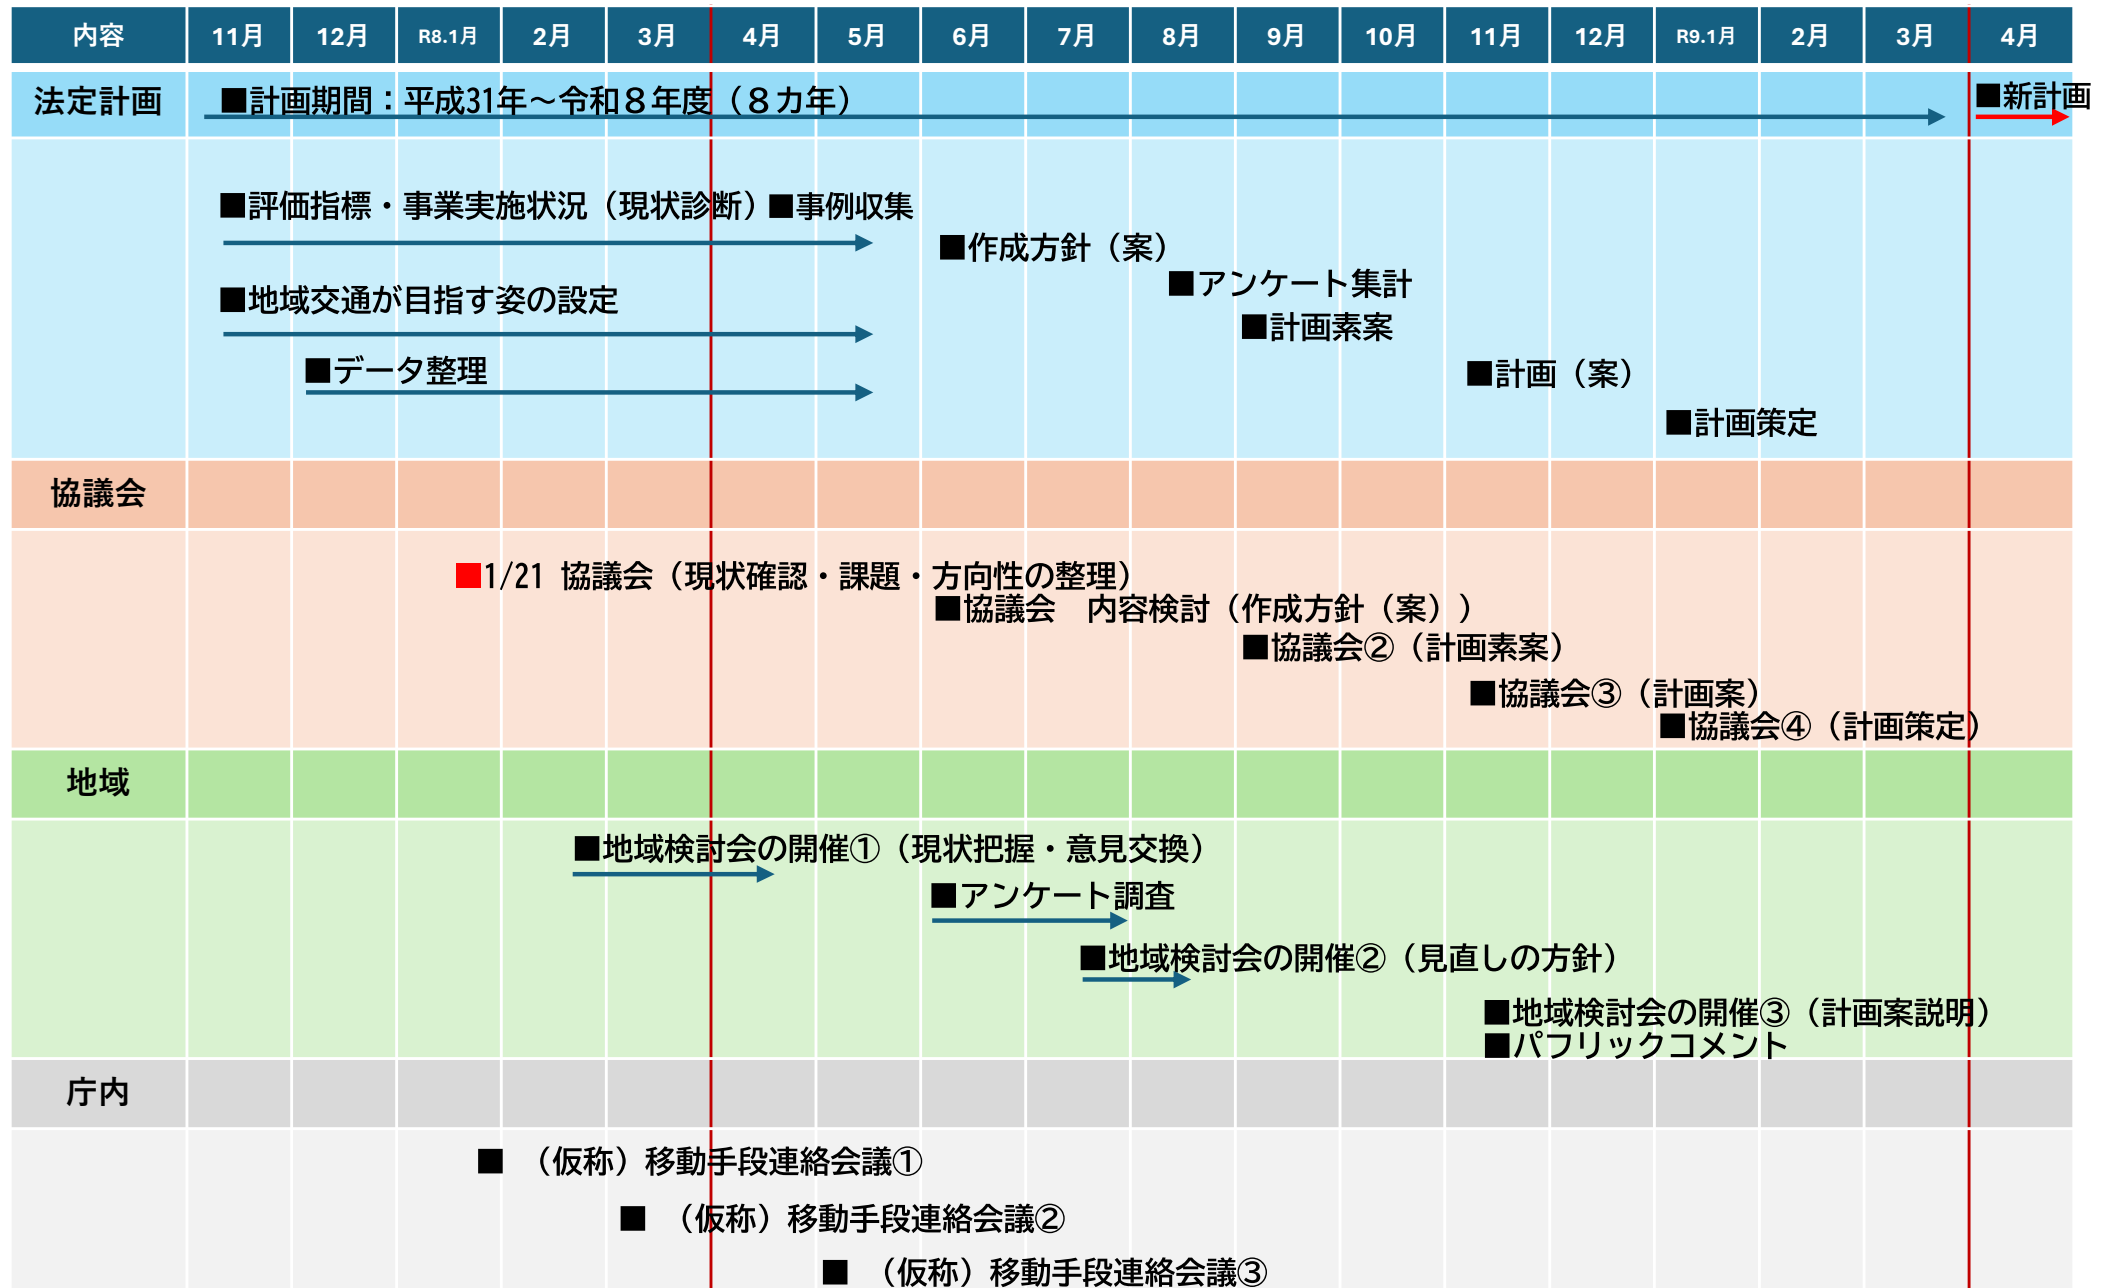 内容 11月 12月 R8.1月 2月 3月 4月 5月 6月 7月 8月 9月 10月 11月 12月 R9.1月 2月 3月 4月
法定計画 ■計画期間：平成31年～令和８年度（８カ年） ■新計画
■評価指標・事業実施状況（現状診断） ■事例収集
■作成方針（案）
■アンケート集計
■地域交通が目指す姿の設定
■計画素案
■データ整理
■計画（案）
■計画策定
協議会
■1/21 協議会（現状確認・課題・方向性の整理）
■協議会　内容検討（作成方針（案））
■協議会②（計画素案）
■協議会③（計画案）
■協議会④（計画策定）
地域
■地域検討会の開催①（現状把握・意見交換）
■アンケート調査
■地域検討会の開催②（見直しの方針）
■地域検討会の開催③（計画案説明）
■パフリックコメント
庁内
■ （仮称）移動手段連絡会議①
■ （仮称）移動手段連絡会議②
■ （仮称）移動手段連絡会議③